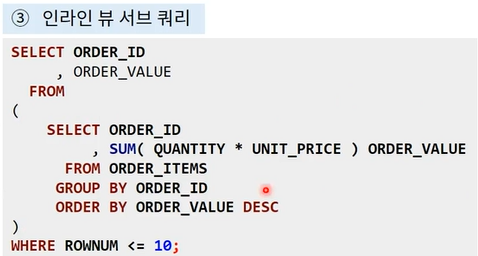 ③ 인라인 뷰 서브 쿼리
SELECT ORDER_ID
, ORDER_VALUE
FROM
(
SELECT ORDER_ID
, SUM( QUANTITY * UNIT_PRICE ) ORDER_VALUE
FROM ORDER_ITEMS
GROUP BY ORDER_ID
ORDER BY ORDER_VALUE DESC
)
WHERE ROWNUM <= 10;